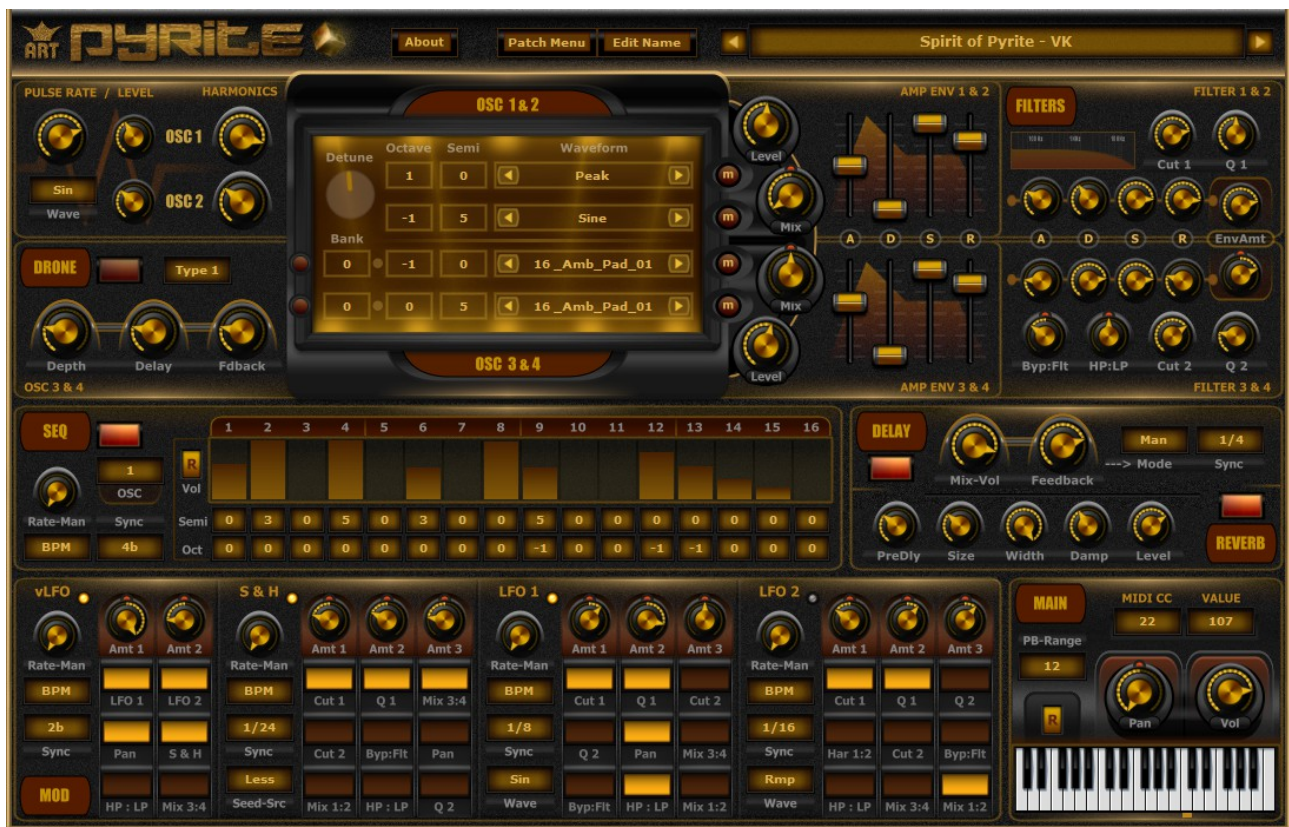 ART PYRITE About Patch Menu Edit Name Spirit of Pyrite - VK
PULSE RATE / LEVEL HARMONICS
OSC 1
Sin
Wave
OSC 2
DRONE Type 1
Depth Delay Fdback
OSC 3 & 4
OSC 1 & 2
Detune Octave Semi Waveform
1 0 Peak m
-1 5 Sine m
Bank
0 -1 0 16_Amb_Pad_01 m
0 0 5 16_Amb_Pad_01 m
OSC 3 & 4
Level
Mix
Mix
Level
AMP ENV 1 & 2
A D S R
AMP ENV 3 & 4
FILTERS FILTER 1 & 2
Cut 1 Q 1
A D S R EnvAmt
Byp:Flt HP:LP Cut 2 Q 2
FILTER 3 & 4
SEQ 1 2 3 4 5 6 7 8 9 10 11 12 13 14 15 16
1
OSC
R
Vol
Rate-Man Sync Semi 0 3 0 5 0 3 0 0 5 0 0 0 0 0 0 0
BPM 4b Oct 0 0 0 0 0 0 0 0 -1 0 0 -1 -1 0 0 0
DELAY Man 1/4
Mix-Vol Feedback ---> Mode Sync
PreDly Size Width Damp Level REVERB
vLFO
Rate-Man Amt 1 Amt 2
BPM LFO 1 LFO 2
2b
Sync Pan S & H
MOD HP : LP Mix 3:4
S & H
Rate-Man Amt 1 Amt 2 Amt 3
BPM Cut 1 Q 1 Mix 3:4
1/24
Sync Cut 2 Byp:Flt Pan
Less
Seed-Src Mix 1:2 HP : LP Q 2
LFO 1
Rate-Man Amt 1 Amt 2 Amt 3
BPM Cut 1 Q 1 Cut 2
1/8
Sync Q 2 Pan Mix 3:4
Sin
Wave Byp:Flt HP : LP Mix 1:2
LFO 2
Rate-Man Amt 1 Amt 2 Amt 3
BPM Cut 1 Q 1 Q 2
1/16
Sync Har 1:2 Cut 2 Byp:Flt
Rmp
Wave HP : LP Mix 3:4 Mix 1:2
MAIN MIDI CC VALUE
22 107
PB-Range
12
R Pan Vol